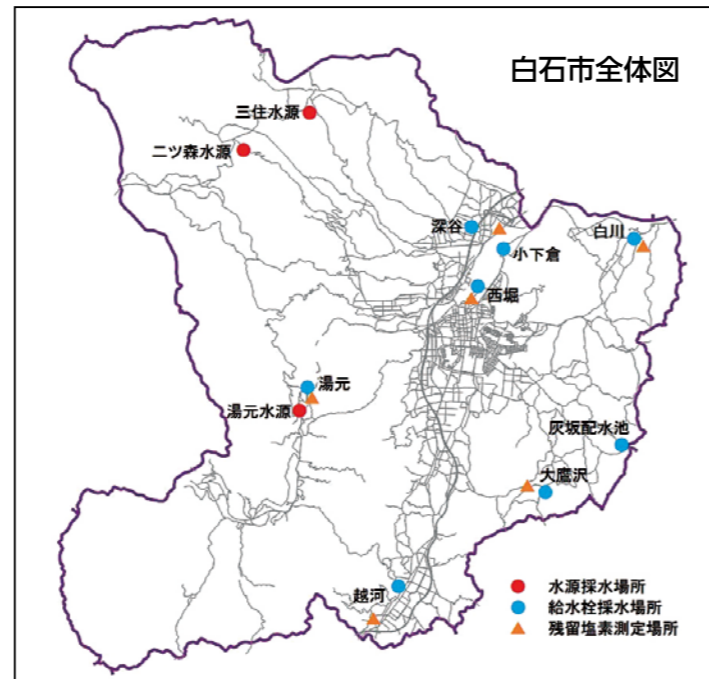 白石市全体図
三住水源
二ツ森水源
深谷
白川
小下倉
西堀
湯元
湯元水源
灰坂配水池
大鷹沢
越河
水源採水場所
給水栓採水場所
残留塩素測定場所